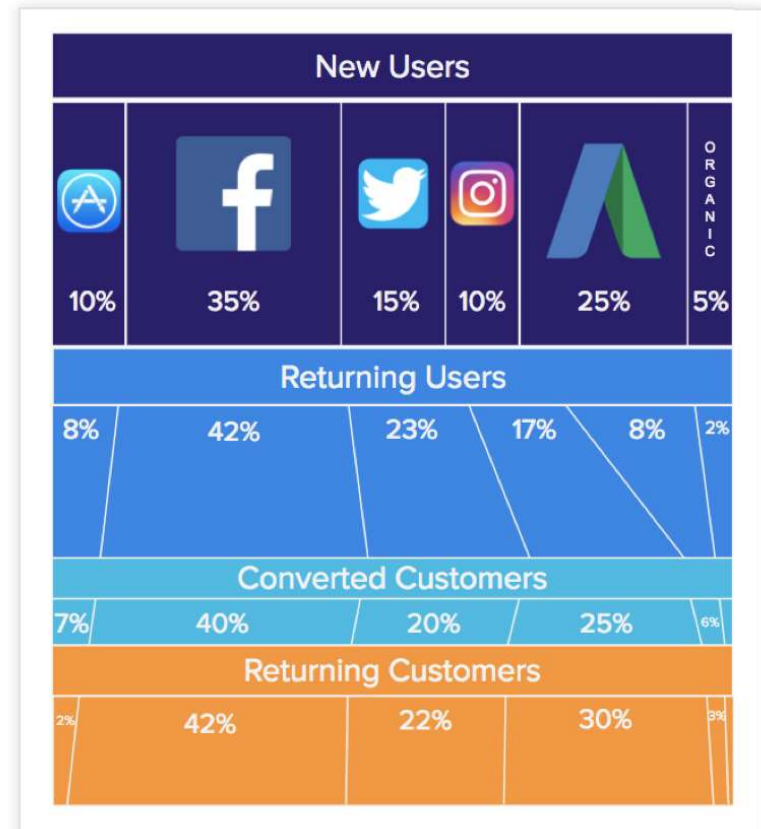 New Users
ORGANIC
10% 35% 15% 10% 25% 5%
Returning Users
8% 42% 23% 17% 8% 2%
Converted Customers
7% 40% 20% 25% 6%
Returning Customers
2% 42% 22% 30% 3%